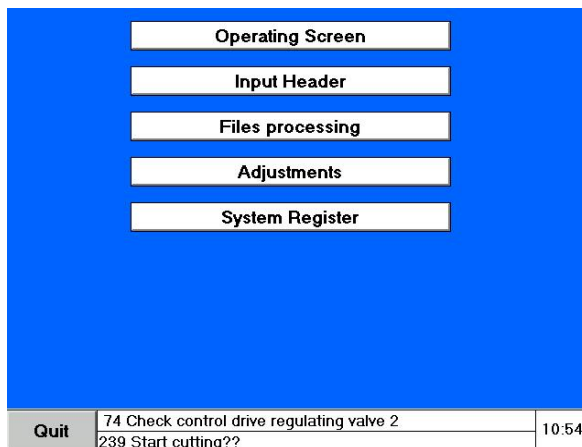 Operating Screen
Input Header
Files processing
Adjustments
System Register
Quit
74 Check control drive regulating valve 2
239 Start cutting??
10:54